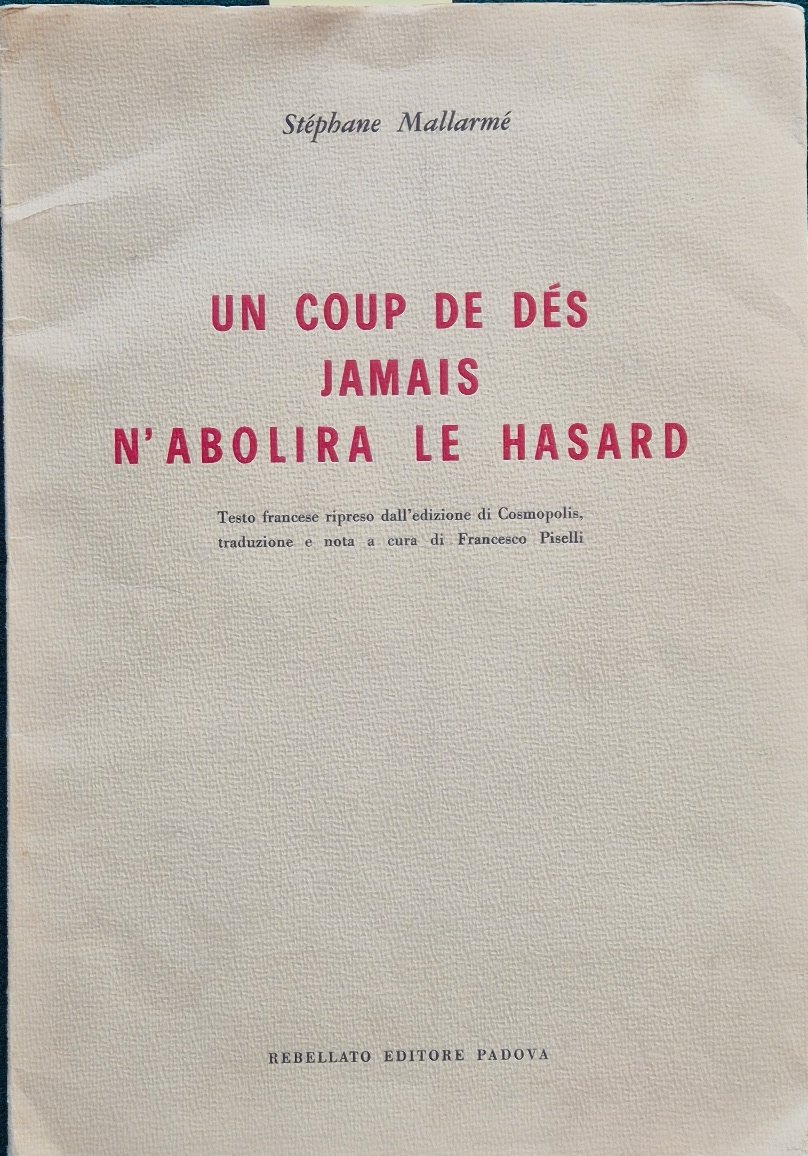 Stéphane Mallarmé
UN COUP DE DÉS
JAMAIS
N'ABOLIRA LE HASARD
Testo francese ripreso dall'edizione di Cosmopolis,
traduzione e nota a cura di Francesco Piselli
REBELLATO EDITORE PADOVA